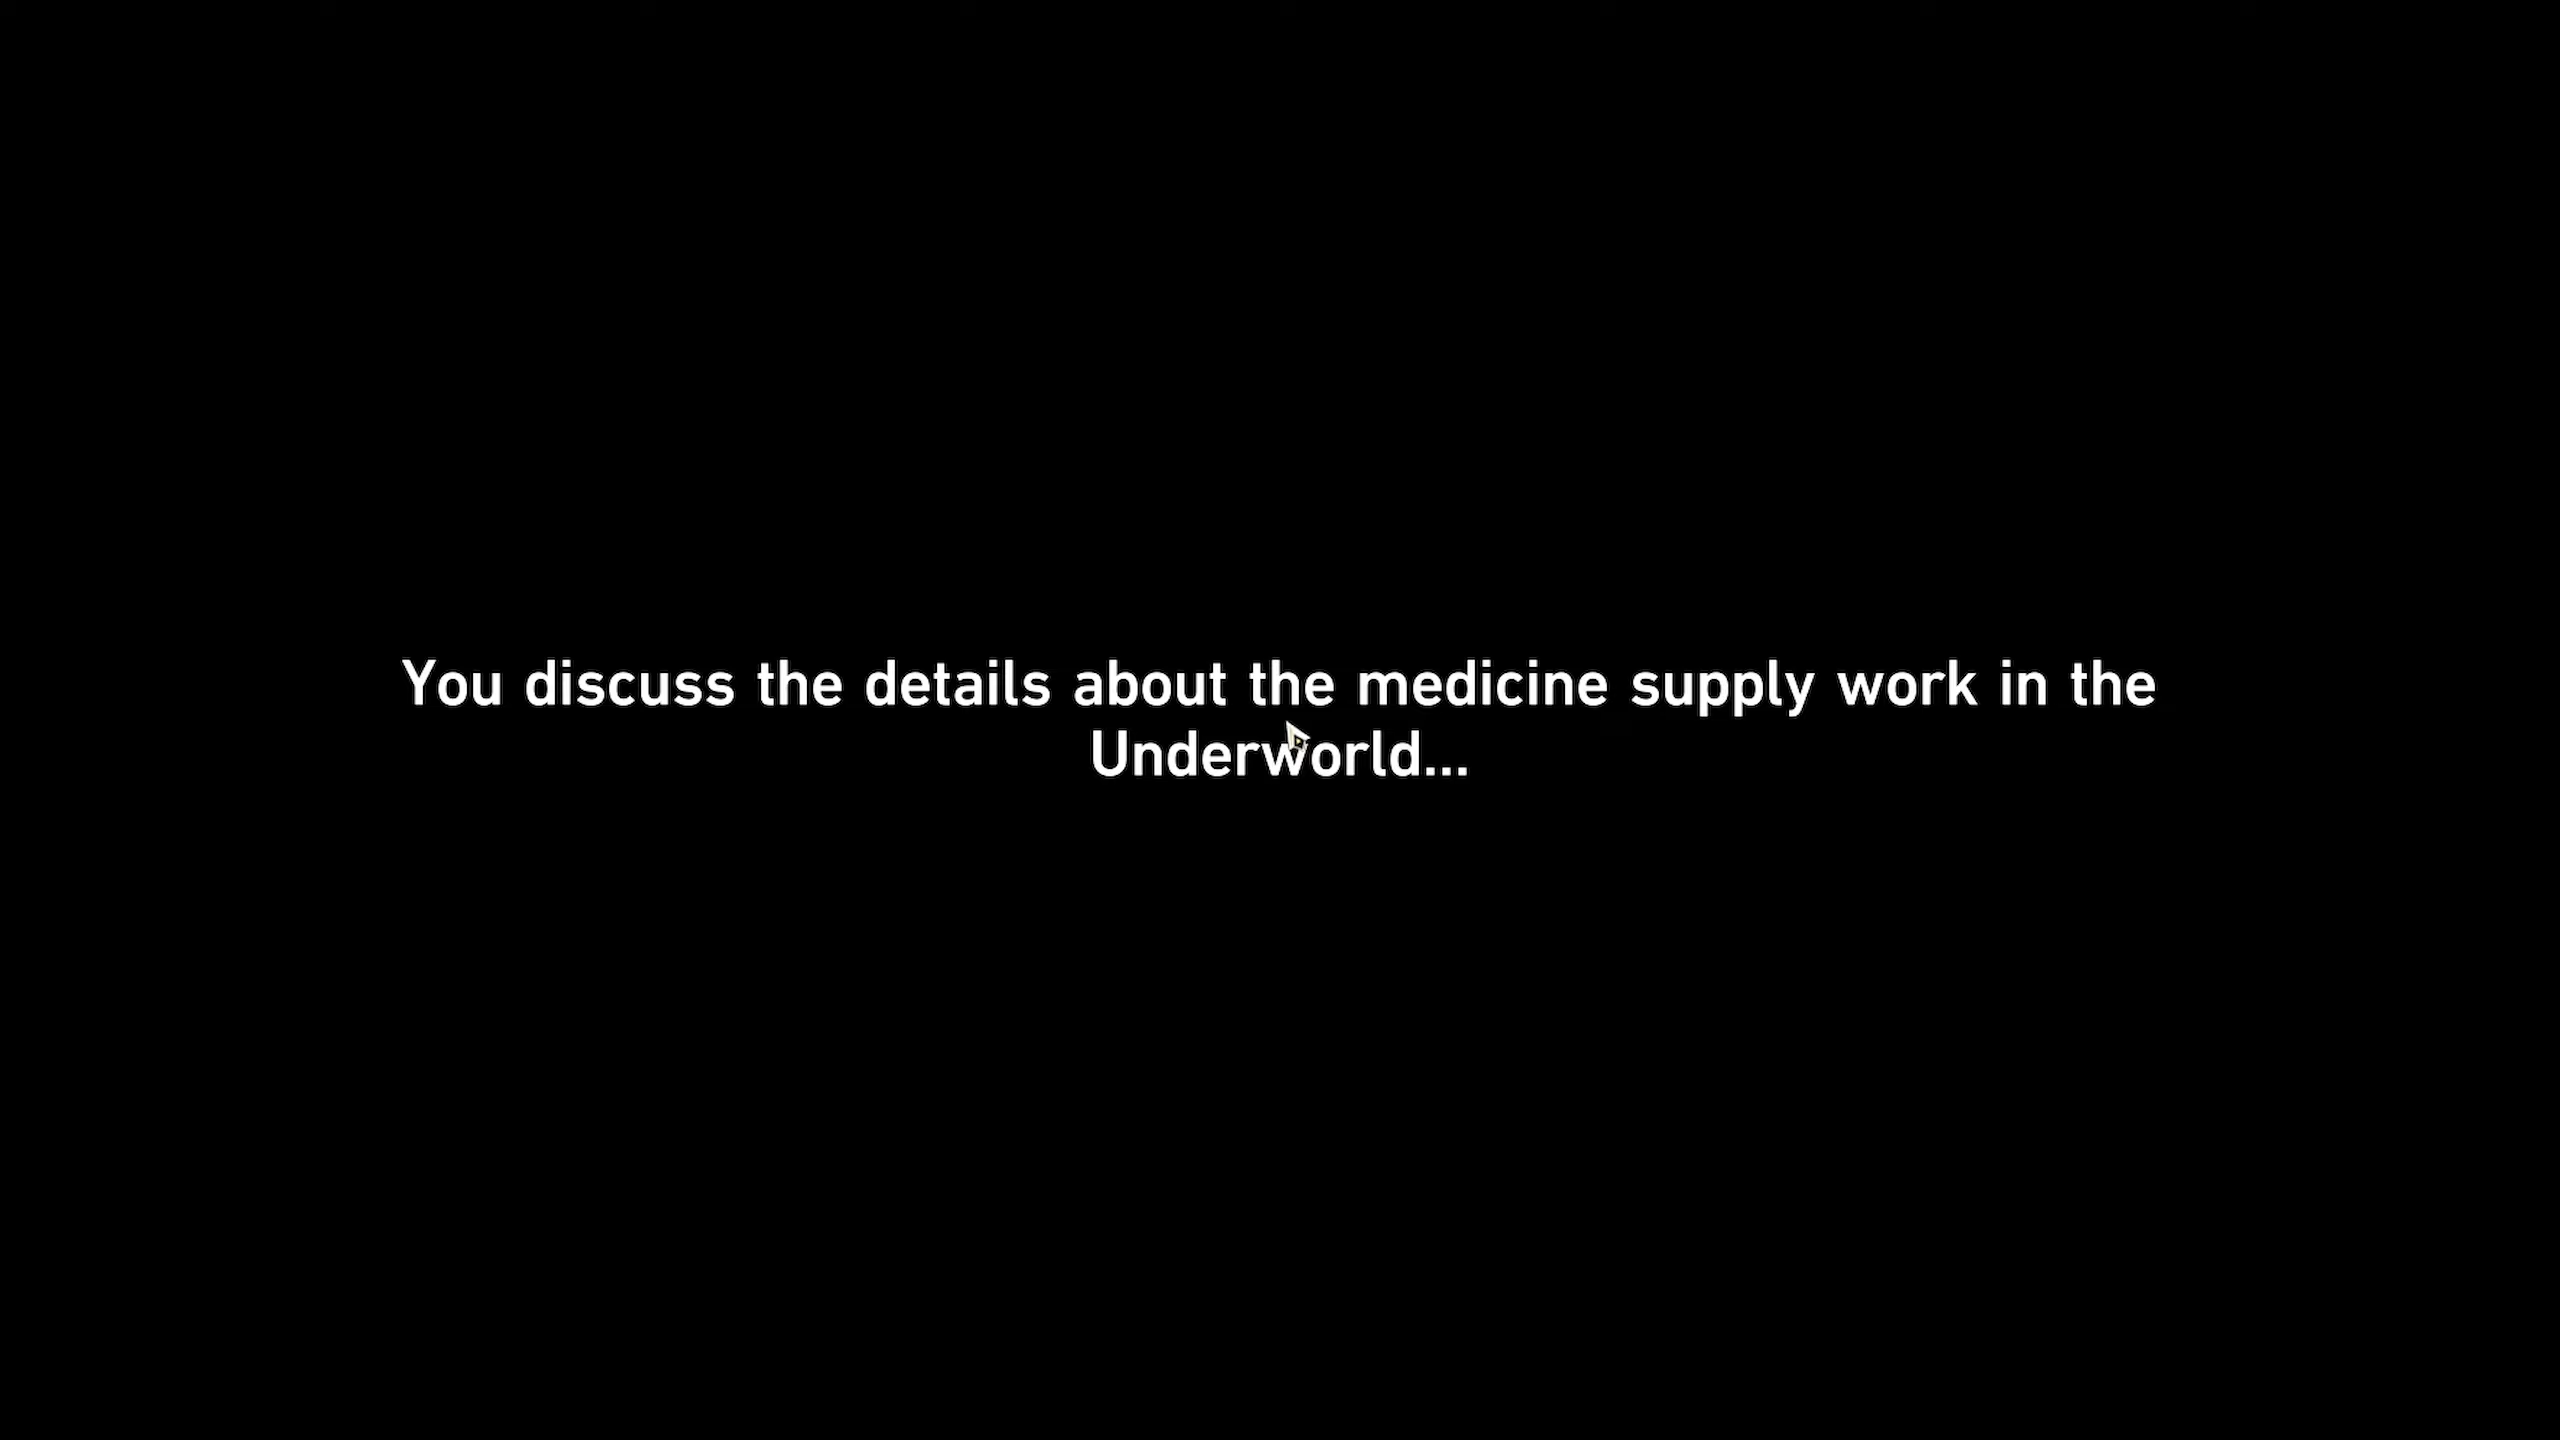 You discuss the details about the medicine supply work in the
Underworld...